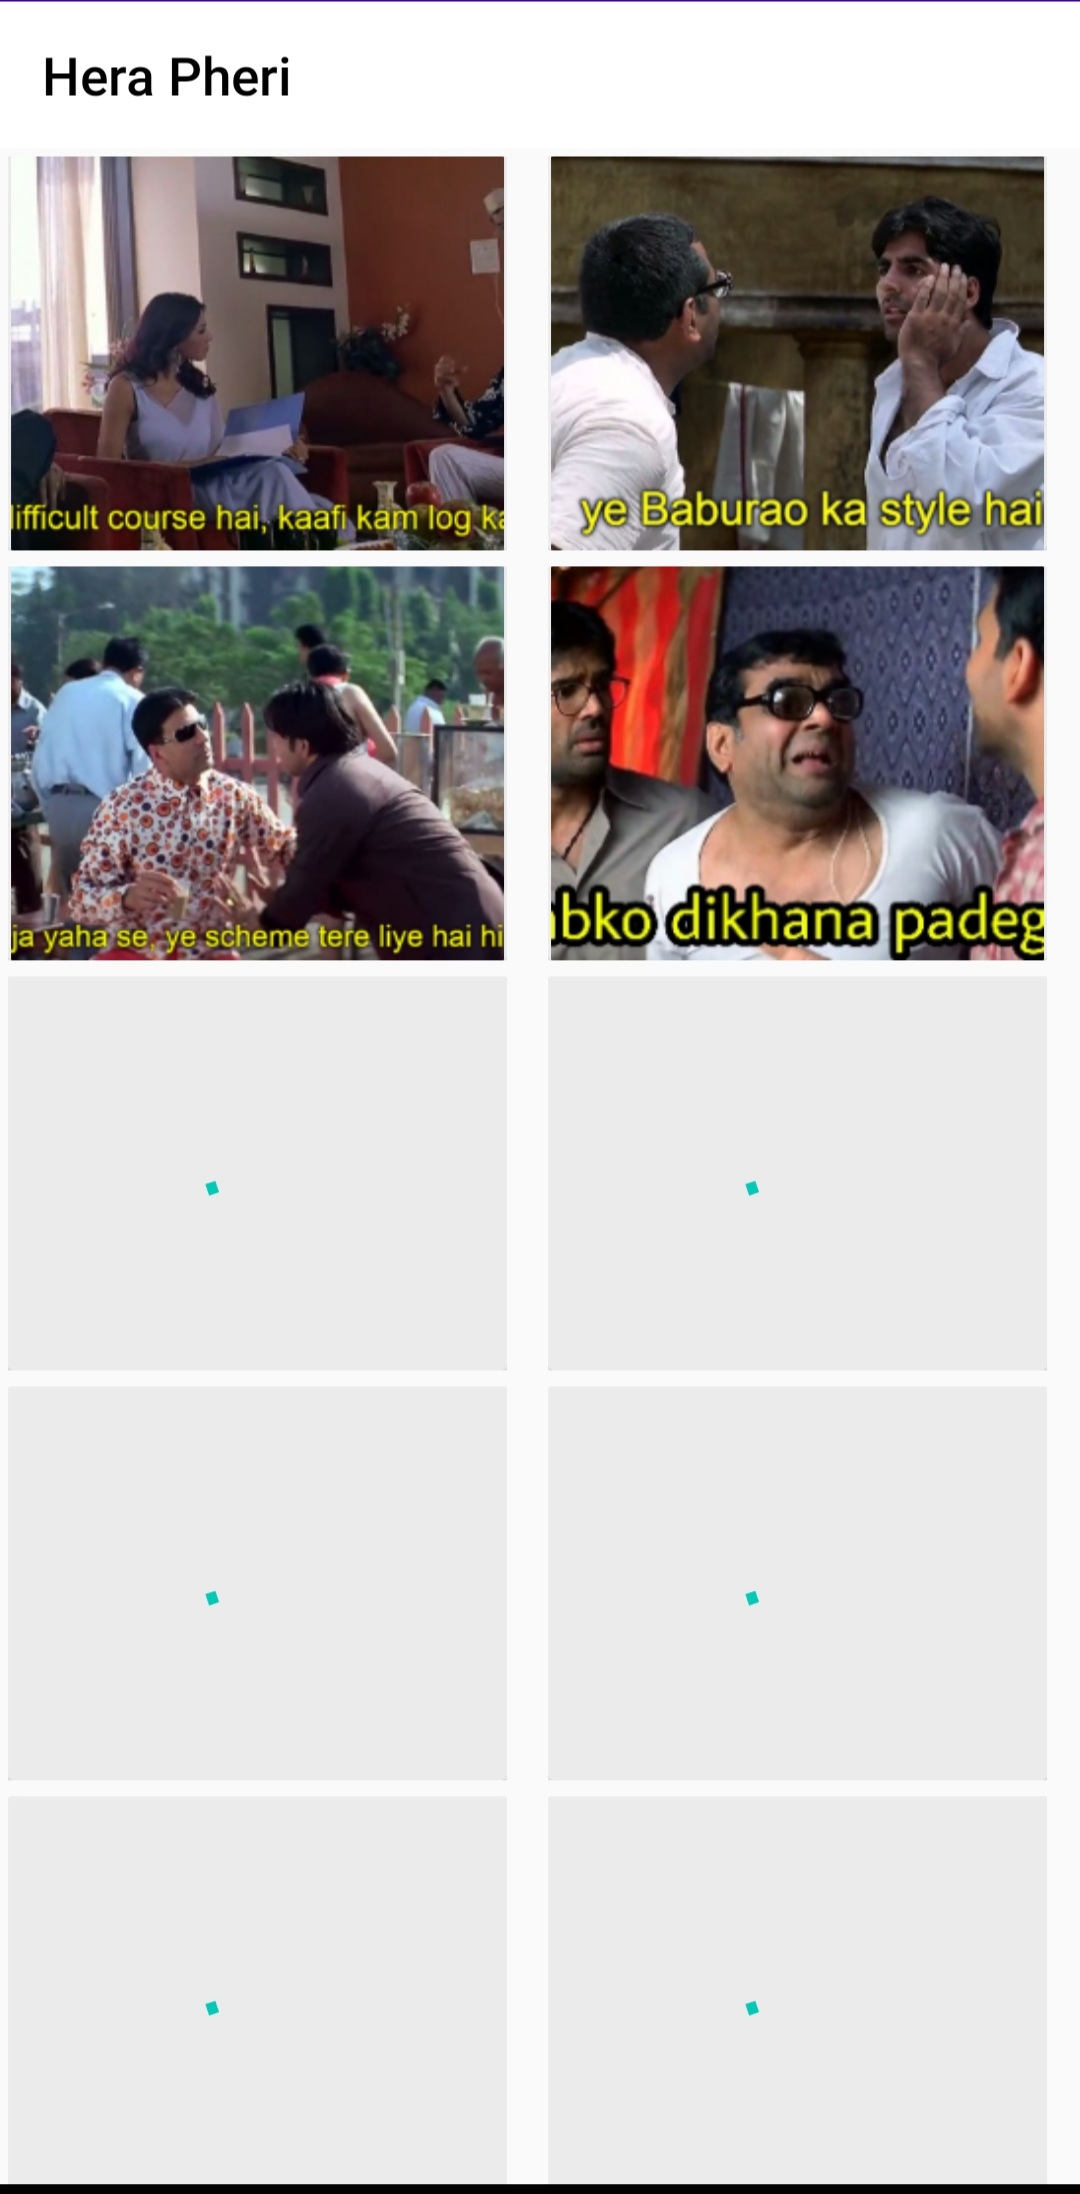 Hera Pheri
ifficult course hai, kaafi kam log ka
ye Baburao ka style hai
ja yaha se, ye scheme tere liye hai hi
bko dikhana padeg